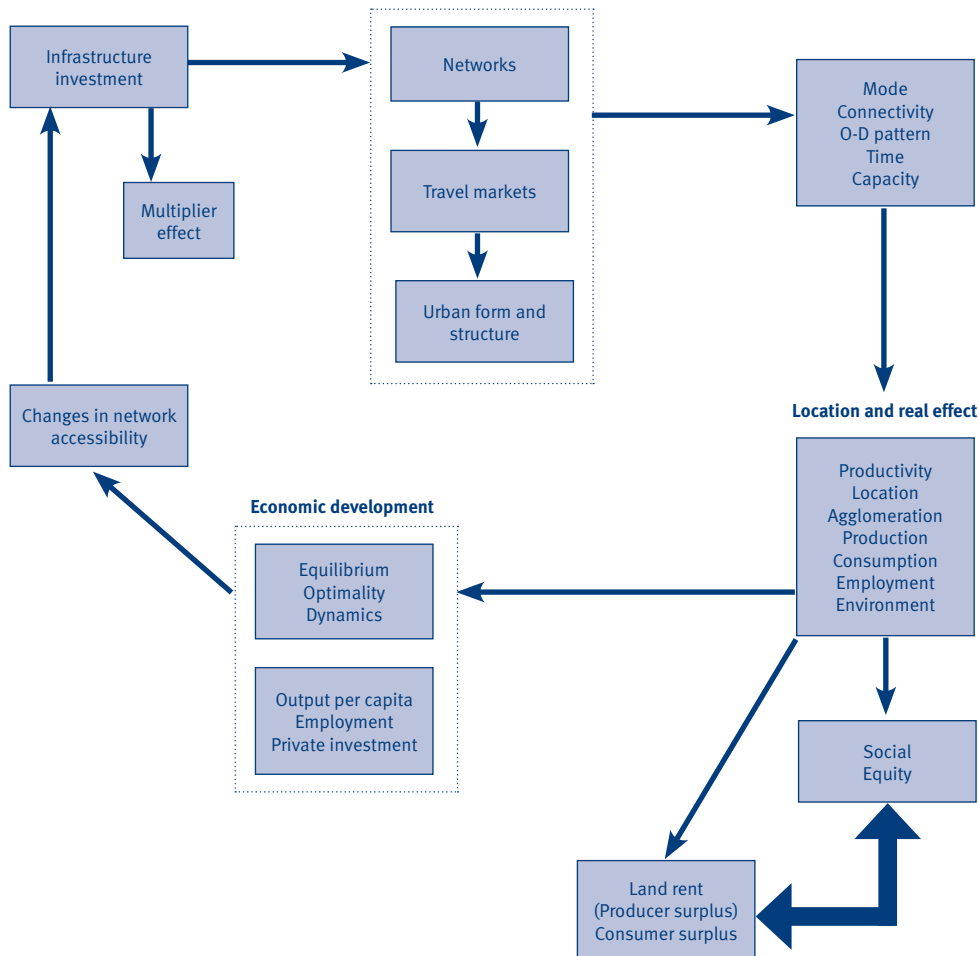 Infrastructure
investment
Multiplier
effect
Networks
Travel markets
Urban form and
structure
Mode
Connectivity
O-D pattern
Time
Capacity
Location and real effect
Productivity
Location
Agglomeration
Production
Consumption
Employment
Environment
Social
Equity
Land rent
(Producer surplus)
Consumer surplus
Economic development
Equilibrium
Optimality
Dynamics
Output per capita
Employment
Private investment
Changes in network
accessibility